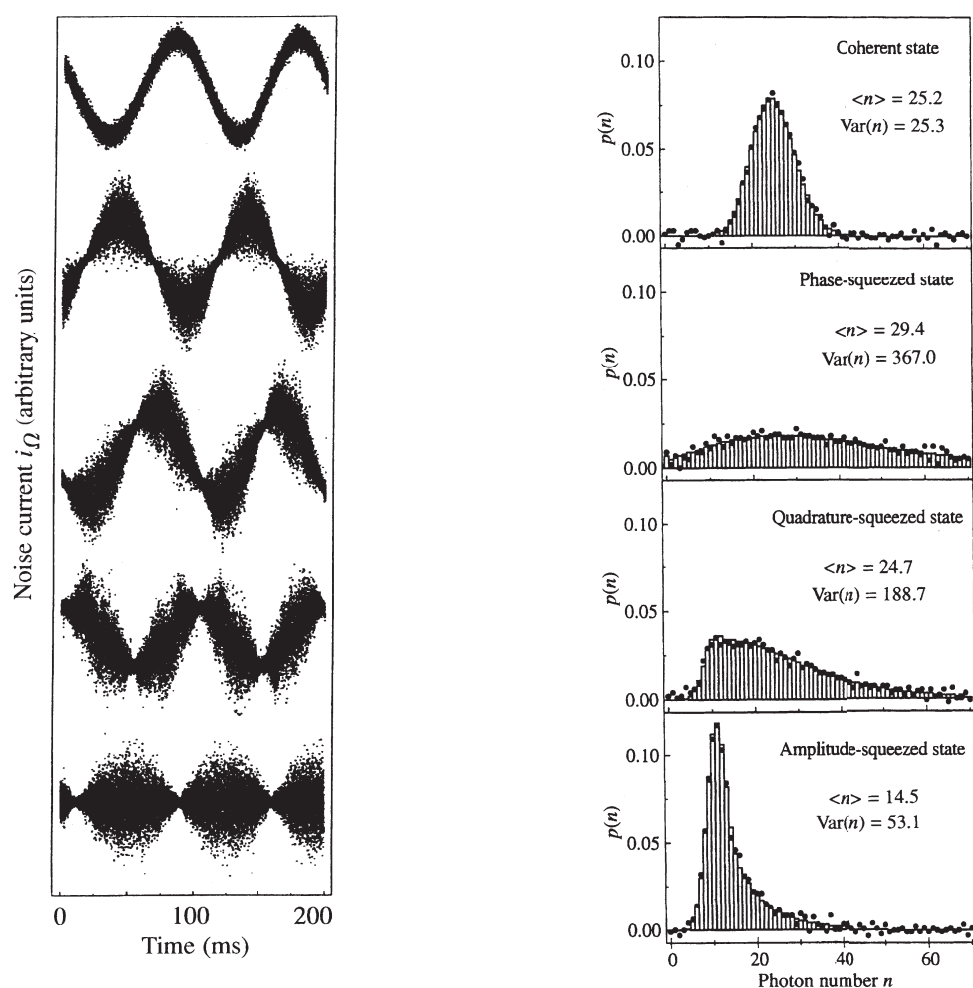 Noise current iΩ (arbitrary units)
0 100 200
Time (ms)
Coherent state
<n> = 25.2
Var(n) = 25.3
0.10
0.05
0.00
p(n)
Phase-squeezed state
<n> = 29.4
Var(n) = 367.0
0.10
0.05
0.00
p(n)
Quadrature-squeezed state
<n> = 24.7
Var(n) = 188.7
0.10
0.05
0.00
p(n)
Amplitude-squeezed state
<n> = 14.5
Var(n) = 53.1
0.10
0.05
0.00
p(n)
0 20 40 60
Photon number n